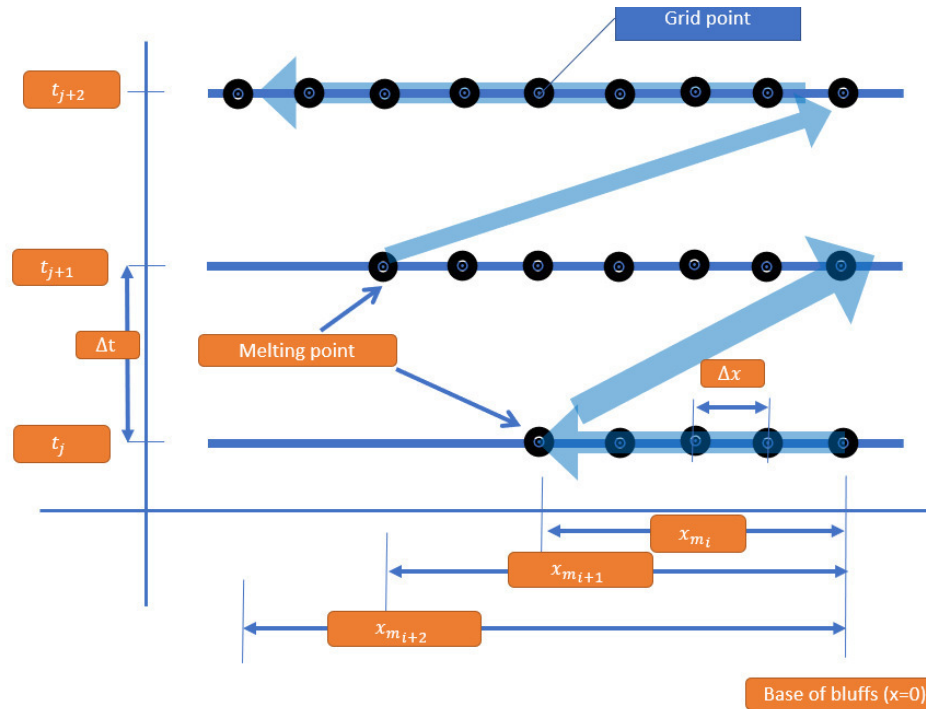 Grid point
t_{j+2}
t_{j+1}
Δt
Melting point
Δx
t_j
x_{m_i}
x_{m_{i+1}}
x_{m_{i+2}}
Base of bluffs (x=0)